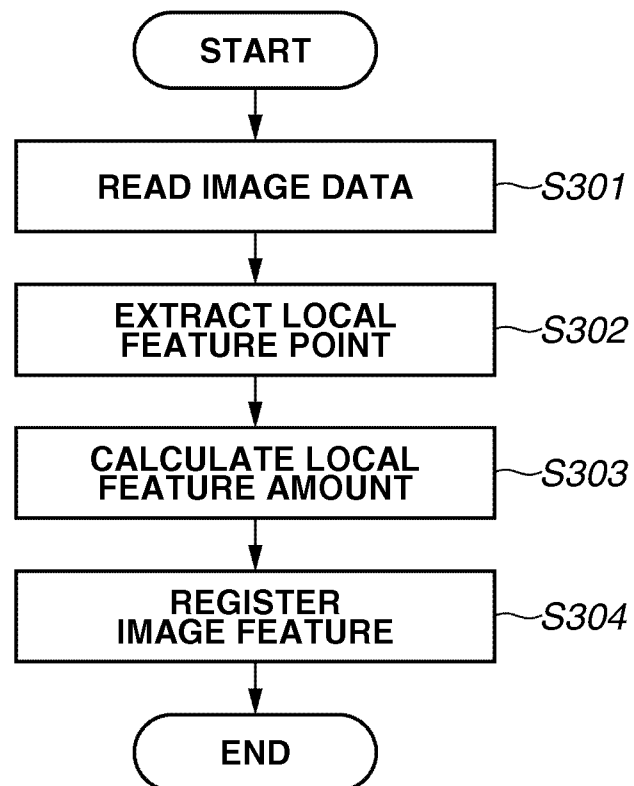 START
READ IMAGE DATA
S301
EXTRACT LOCAL
FEATURE POINT
S302
CALCULATE LOCAL
FEATURE AMOUNT
S303
REGISTER
IMAGE FEATURE
S304
END